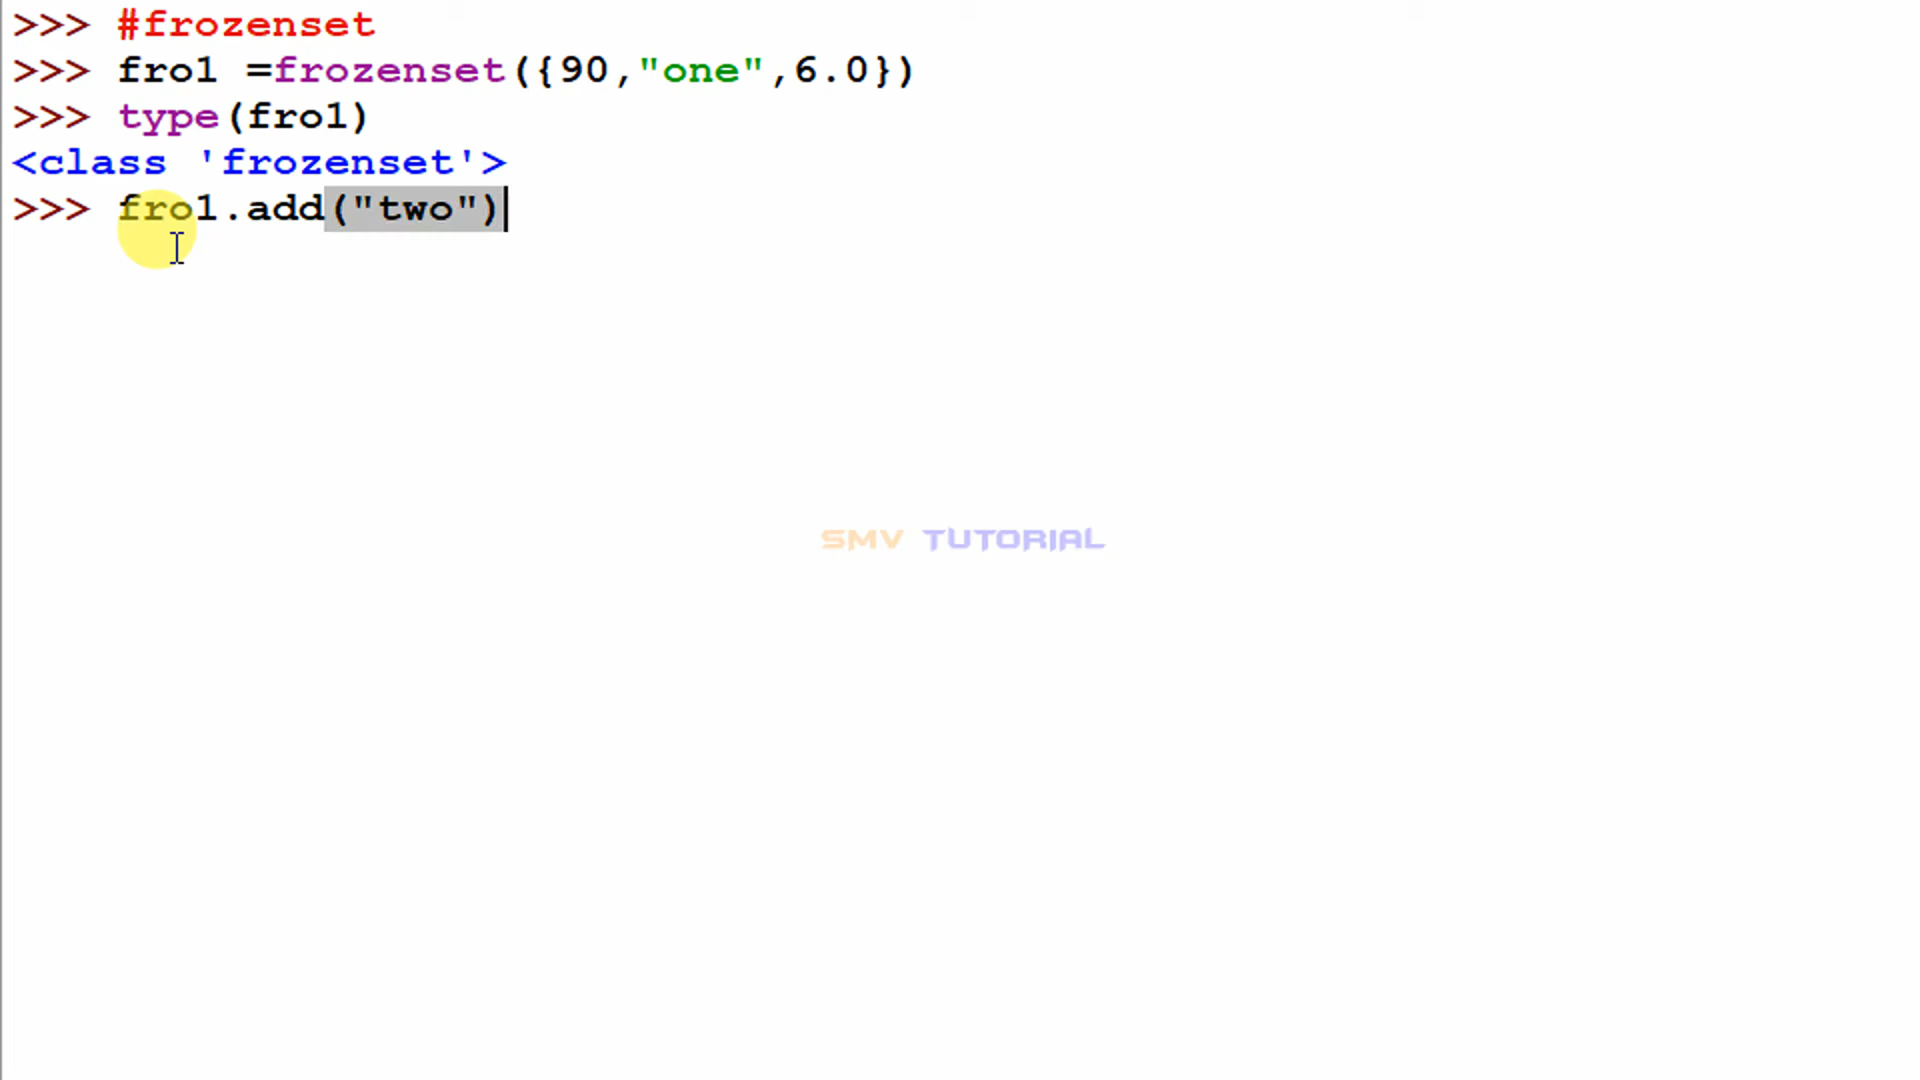 >>> #frozenset
>>> fro1 =frozenset({90,"one",6.0})
>>> type(fro1)
<class 'frozenset'>
>>> fro1.add("two")
SMV TUTORIAL